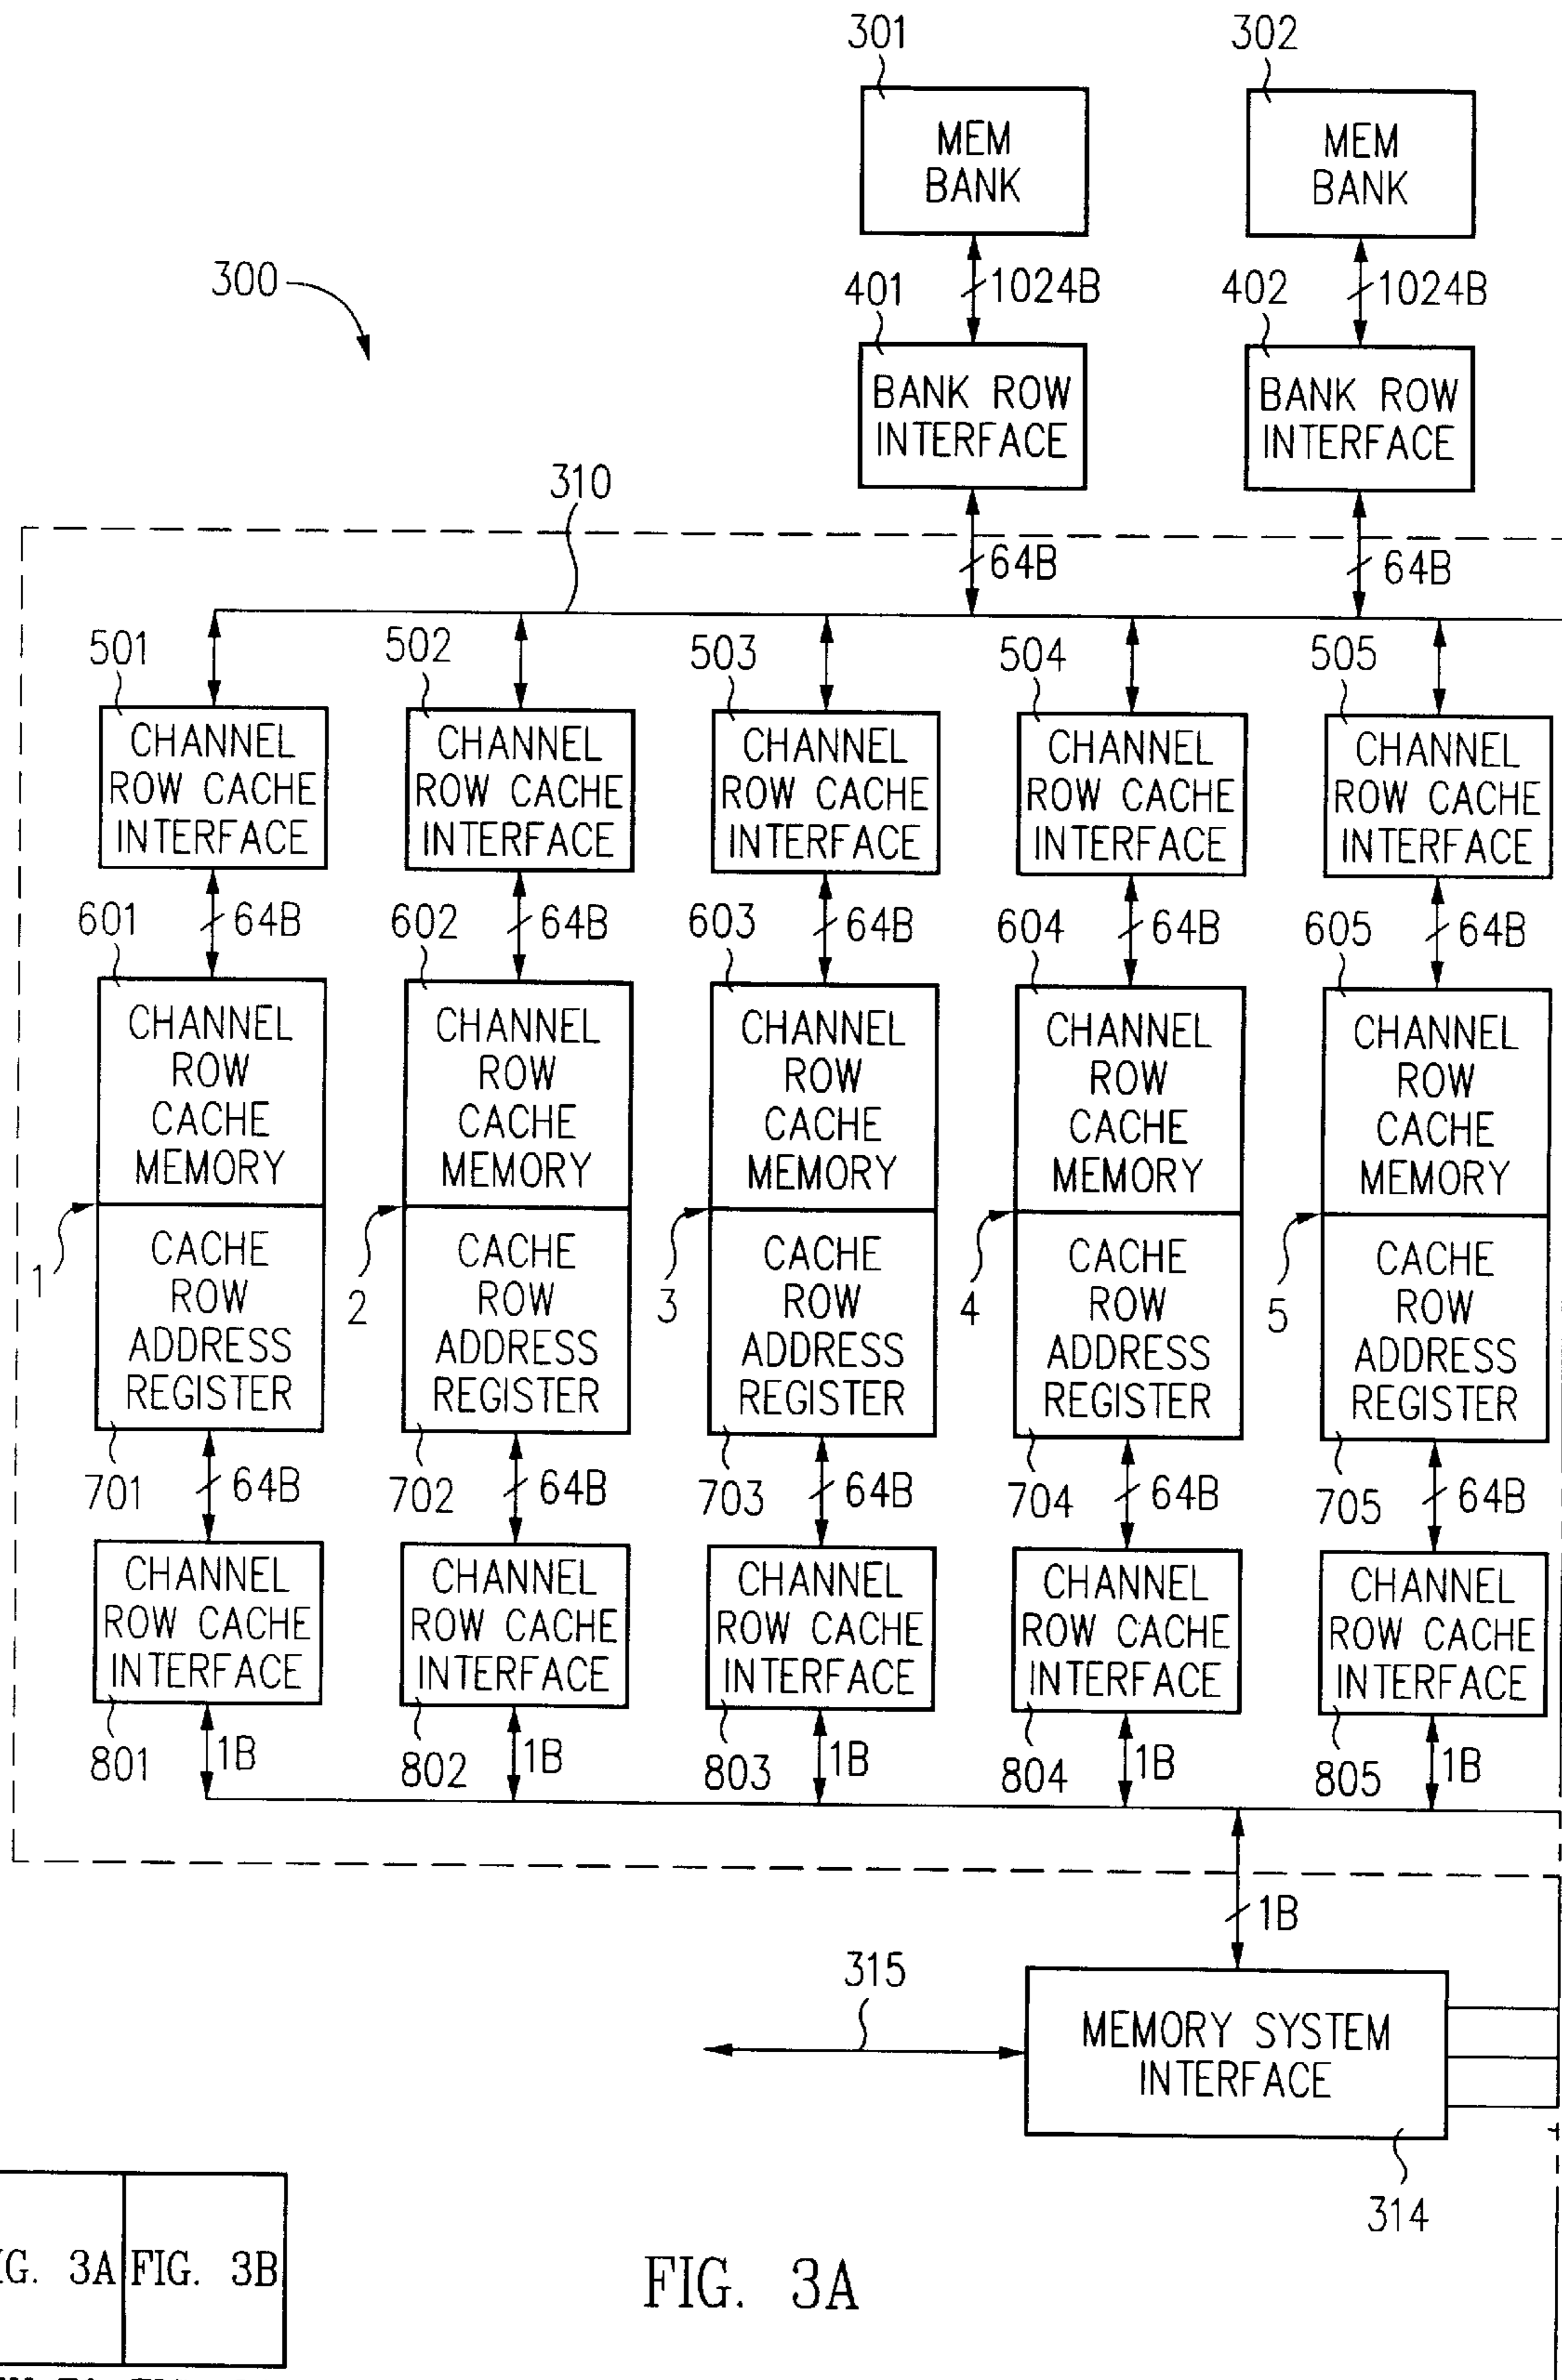 301
302
MEM
BANK
MEM
BANK
300
401
1024B
402
1024B
BANK ROW
INTERFACE
BANK ROW
INTERFACE
310
64B
64B
501
502
503
504
505
CHANNEL
ROW CACHE
INTERFACE
CHANNEL
ROW CACHE
INTERFACE
CHANNEL
ROW CACHE
INTERFACE
CHANNEL
ROW CACHE
INTERFACE
CHANNEL
ROW CACHE
INTERFACE
601
64B
602
64B
603
64B
604
64B
605
64B
CHANNEL
ROW
CACHE
MEMORY
CHANNEL
ROW
CACHE
MEMORY
CHANNEL
ROW
CACHE
MEMORY
CHANNEL
ROW
CACHE
MEMORY
CHANNEL
ROW
CACHE
MEMORY
1
2
3
4
5
CACHE
ROW
ADDRESS
REGISTER
CACHE
ROW
ADDRESS
REGISTER
CACHE
ROW
ADDRESS
REGISTER
CACHE
ROW
ADDRESS
REGISTER
CACHE
ROW
ADDRESS
REGISTER
701
64B
702
64B
703
64B
704
64B
705
64B
CHANNEL
ROW CACHE
INTERFACE
CHANNEL
ROW CACHE
INTERFACE
CHANNEL
ROW CACHE
INTERFACE
CHANNEL
ROW CACHE
INTERFACE
CHANNEL
ROW CACHE
INTERFACE
801
1B
802
1B
803
1B
804
1B
805
1B
1B
315
MEMORY SYSTEM
INTERFACE
314
IG. 3A
FIG. 3B
FIG. 3A